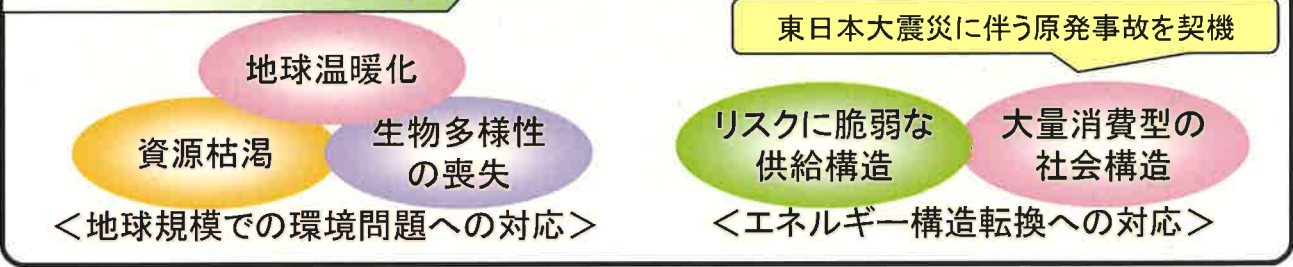 東日本大震災に伴う原発事故を契機
地球温暖化
資源枯渇
生物多様性
の喪失
<地球規模での環境問題への対応>
リスクに脆弱な
供給構造
大量消費型の
社会構造
<エネルギー構造転換への対応>